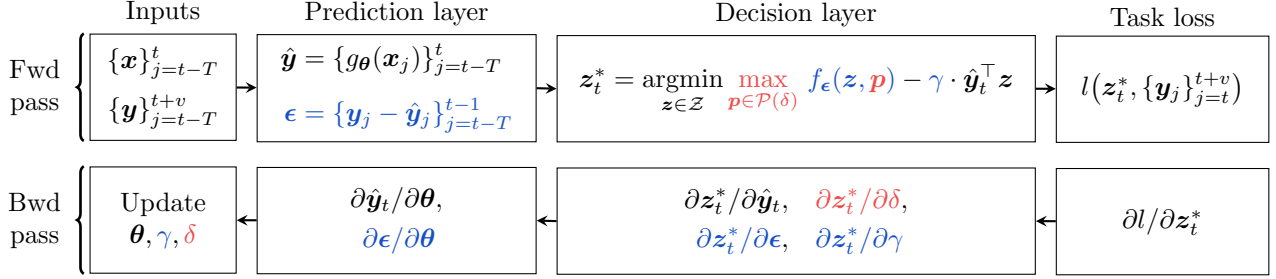 Inputs
Prediction layer
Decision layer
Task loss
Fwd pass
{𝒙}ᵗ_{j=t−T}
{𝒚}^{t+v}_{j=t−T}
ŷ = {g_θ(𝒙_j)}ᵗ_{j=t−T}
ϵ = {𝒚_j − ŷ_j}^{t−1}_{j=t−T}
𝒛*_t = argmin_{𝒛∈𝒵} max_{𝒑∈𝒫(δ)} f_ϵ(𝒛, 𝒑) − γ · ŷ_t^⊤ 𝒛
l(𝒛*_t, {𝒚_j}^{t+v}_{j=t})
Bwd pass
Update
θ, γ, δ
∂ŷ_t/∂θ,
∂ϵ/∂θ
∂𝒛*_t/∂ŷ_t, ∂𝒛*_t/∂δ,
∂𝒛*_t/∂ϵ, ∂𝒛*_t/∂γ
∂l/∂𝒛*_t